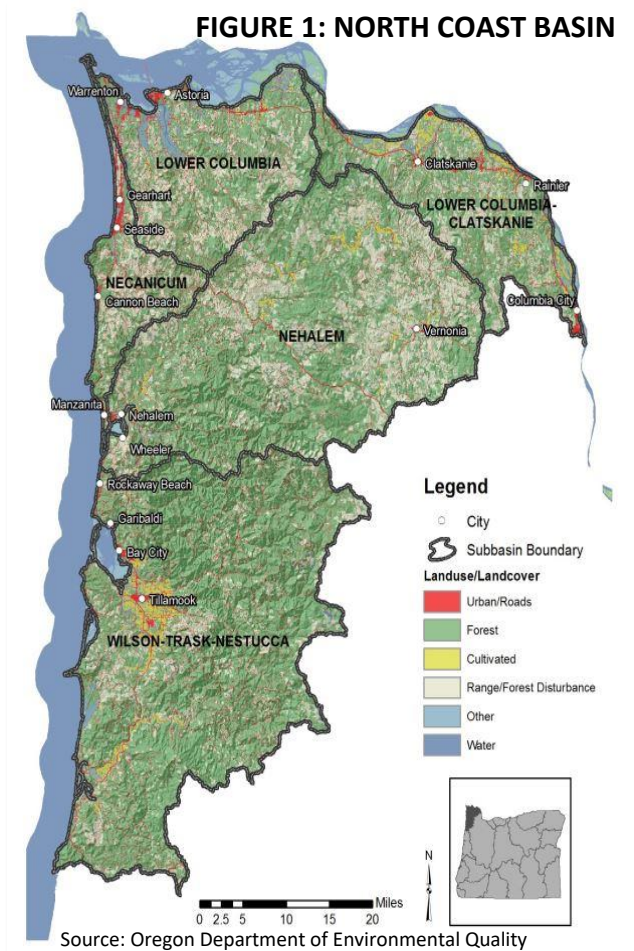 FIGURE 1: NORTH COAST BASIN
Warrenton
Astoria
LOWER COLUMBIA
Clatskanie
Rainier
LOWER COLUMBIA-
CLATSKANIE
Gearhart
Seaside
NECANICUM
Cannon Beach
Columbia City
NEHALEM
Vernonia
Manzanita
Nehalem
Wheeler
Rockaway Beach
Garibaldi
Bay City
Tillamook
WILSON-TRASK-NESTUCCA
Legend
City
Subbasin Boundary
Landuse/Landcover
Urban/Roads
Forest
Cultivated
Range/Forest Disturbance
Other
Water
N
Miles
0 2.5 5 10 15 20
Source: Oregon Department of Environmental Quality